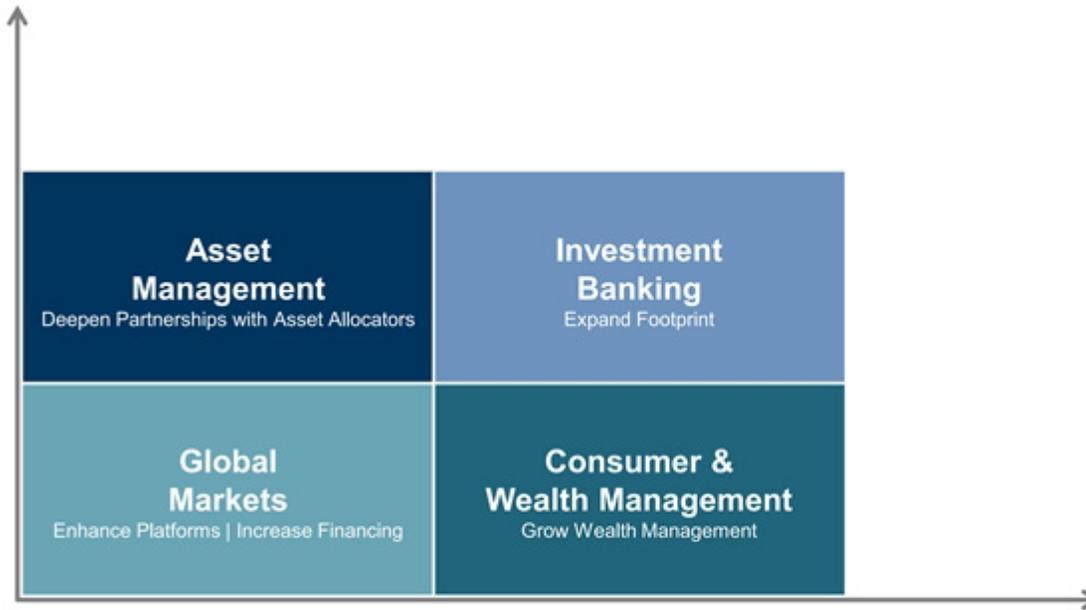 Asset
Management
Deepen Partnerships with Asset Allocators
Investment
Banking
Expand Footprint
Global
Markets
Enhance Platforms | Increase Financing
Consumer &
Wealth Management
Grow Wealth Management